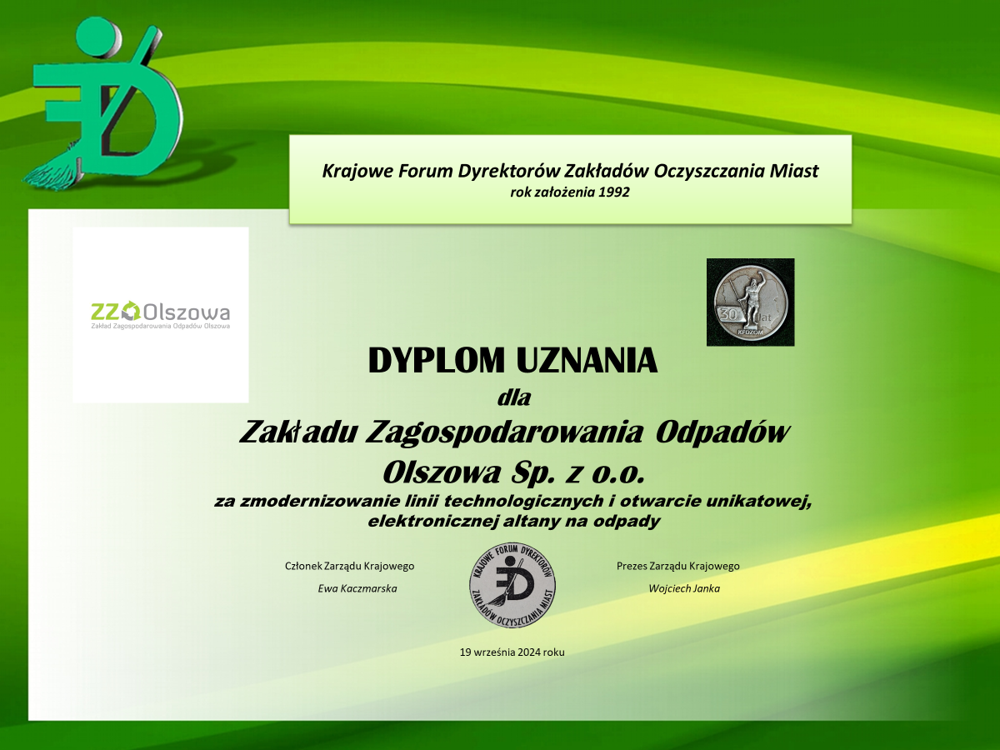 Krajowe Forum Dyrektorów Zakładów Oczyszczania Miast
rok założenia 1992
ZZO Olszowa
Zakład Zagospodarowania Odpadów Olszowa
30 lat
KFDZOM
DYPLOM UZNANIA
dla
Zakładu Zagospodarowania Odpadów
Olszowa Sp. z o.o.
za zmodernizowanie linii technologicznych i otwarcie unikatowej,
elektronicznej altany na odpady
Członek Zarządu Krajowego
Ewa Kaczmarska
KRAJOWE FORUM DYREKTORÓW
ZAKŁADÓW OCZYSZCZANIA MIAST
Prezes Zarządu Krajowego
Wojciech Janka
19 września 2024 roku